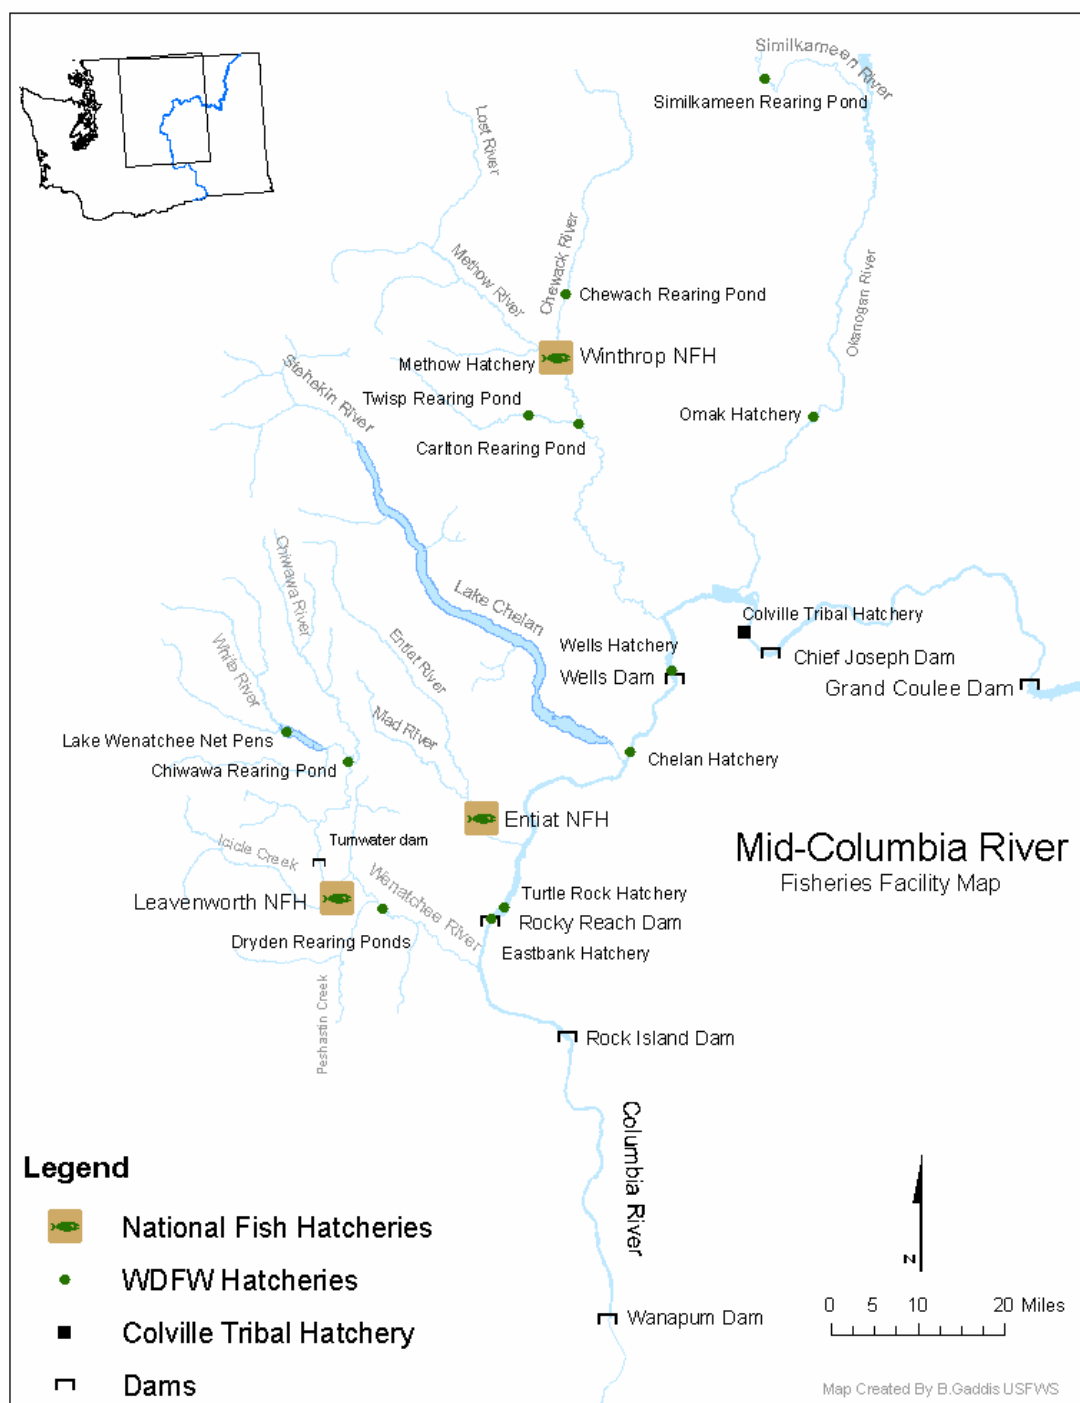 Similkameen River
Similkameen Rearing Pond
Lost River
Chewack River
Methow River
Okanogan River
Chewach Rearing Pond
Winthrop NFH
Methow Hatchery
Stehekin River
Twisp Rearing Pond
Omak Hatchery
Carlton Rearing Pond
Chiwawa River
Lake Chelan
Colville Tribal Hatchery
Entiat River
Wells Hatchery
White River
Chief Joseph Dam
Wells Dam
Grand Coulee Dam
Mad River
Lake Wenatchee Net Pens
Chelan Hatchery
Chiwawa Rearing Pond
Entiat NFH
Mid-Columbia River
Fisheries Facility Map
Icicle Creek
Tumwater dam
Wenatchee River
Leavenworth NFH
Turtle Rock Hatchery
Rocky Reach Dam
Dryden Rearing Ponds
Eastbank Hatchery
Peshastin Creek
Rock Island Dam
Columbia River
Legend
National Fish Hatcheries
WDFW Hatcheries
Colville Tribal Hatchery
Dams
N
Wanapum Dam
0 5 10 20 Miles
Map Created By B.Gaddis USFWS